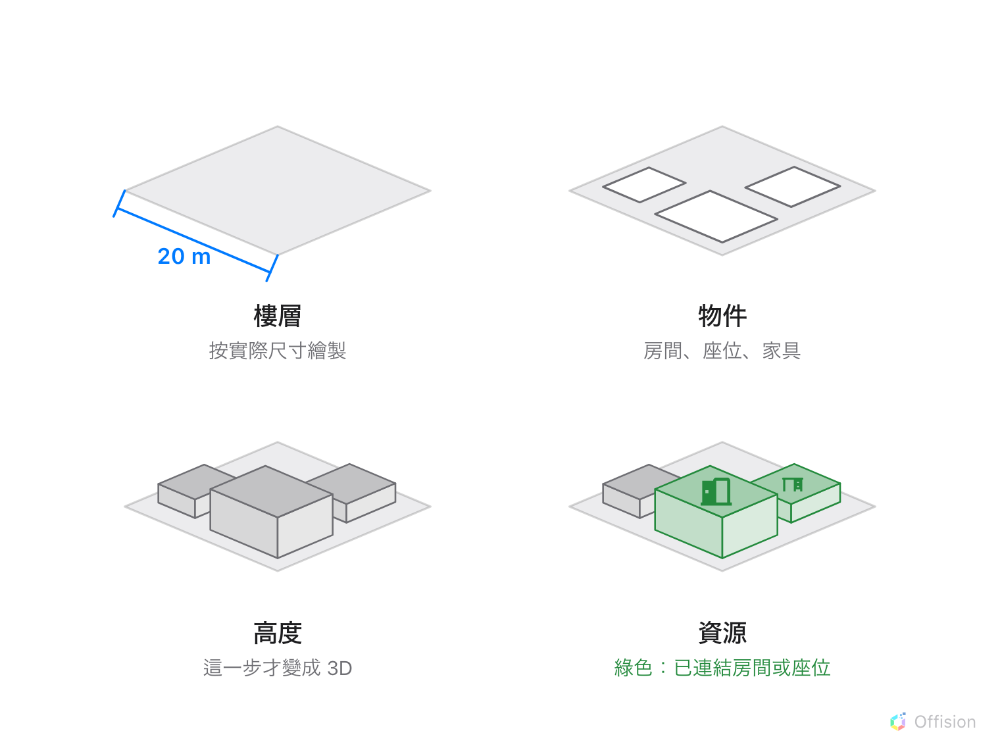 20 m
樓層
按實際尺寸繪製
物件
房間、座位、家具
高度
這一步才變成 3D
資源
綠色：已連結房間或座位
Offision